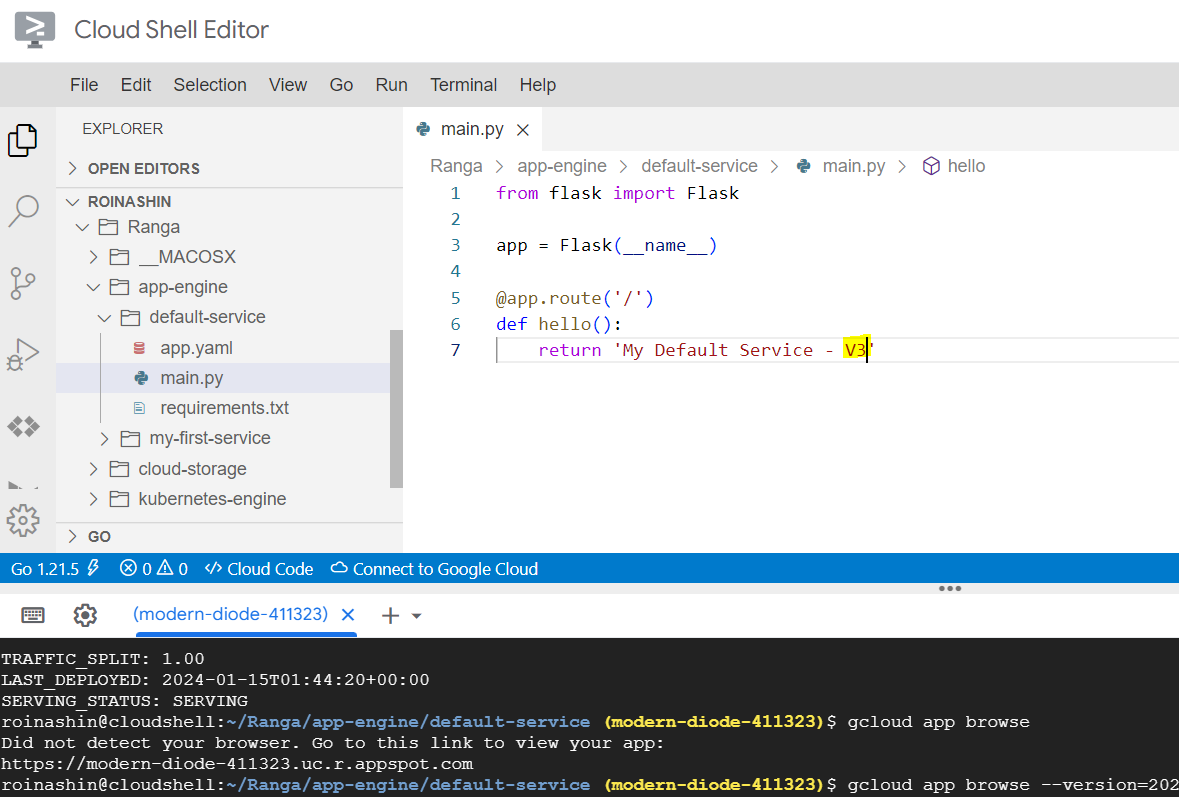 Cloud Shell Editor
File Edit Selection View Go Run Terminal Help
EXPLORER
OPEN EDITORS
ROINASHIN
Ranga
__MACOSX
app-engine
default-service
app.yaml
main.py
requirements.txt
my-first-service
cloud-storage
kubernetes-engine
GO
main.py
Ranga > app-engine > default-service > main.py > hello
1 from flask import Flask
2
3 app = Flask(__name__)
4
5 @app.route('/')
6 def hello():
7 return 'My Default Service - V3'
Go 1.21.5 0 0 Cloud Code Connect to Google Cloud
(modern-diode-411323)
TRAFFIC_SPLIT: 1.00
LAST_DEPLOYED: 2024-01-15T01:44:20+00:00
SERVING_STATUS: SERVING
roinashin@cloudshell:~/Ranga/app-engine/default-service (modern-diode-411323)$ gcloud app browse
Did not detect your browser. Go to this link to view your app:
https://modern-diode-411323.uc.r.appspot.com
roinashin@cloudshell:~/Ranga/app-engine/default-service (modern-diode-411323)$ gcloud app browse --version=202